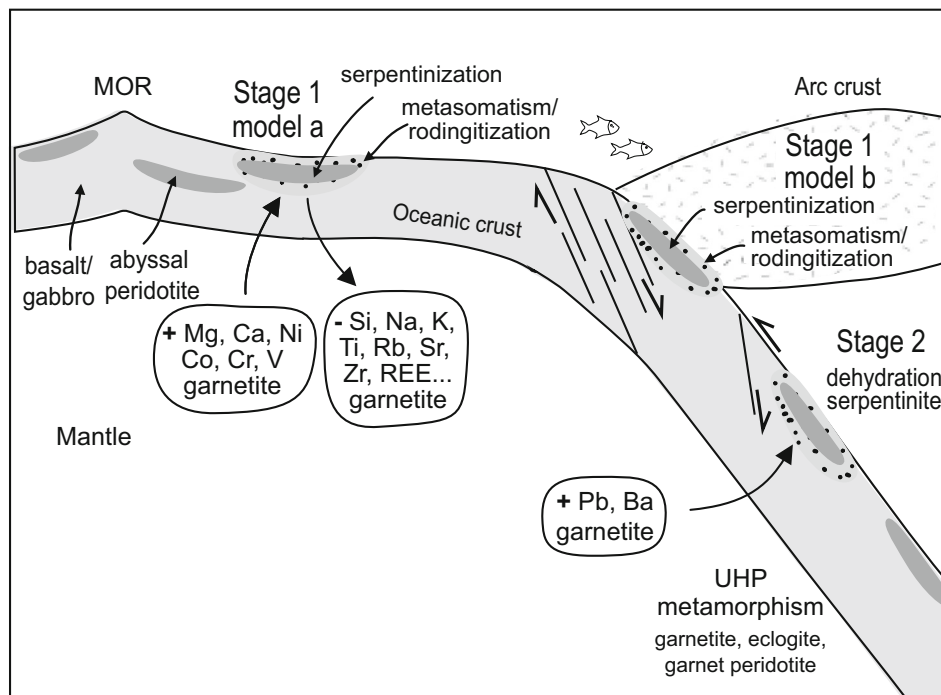 MOR
Stage 1
model a
serpentinization
metasomatism/
rodingitization
Arc crust
Stage 1
model b
serpentinization
metasomatism/
rodingitization
Oceanic crust
basalt/
gabbro
abyssal
peridotite
+ Mg, Ca, Ni
Co, Cr, V
garnetite
- Si, Na, K,
Ti, Rb, Sr,
Zr, REE...
garnetite
Stage 2
dehydration
serpentinite
Mantle
+ Pb, Ba
garnetite
UHP
metamorphism
garnetite, eclogite,
garnet peridotite